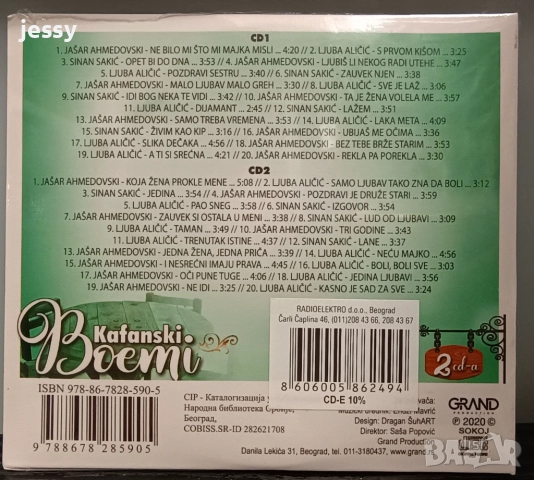 jessy
CD1
1. JAŠAR AHMEDOVSKI - NE BILO MI ŠTO MI MAJKA MISLI ... 4:20 // 2. LJUBA ALIČIĆ - S PRVOM KIŠOM ... 3:25
3. SINAN SAKIĆ - OPET BI DO DNA ... 3:53 // 4. JAŠAR AHMEDOVSKI - LJUBIŠ LI NEKOG RADI UTEHE ... 3:47
5. LJUBA ALIČIĆ - POZDRAVI SESTRU ... 3:40 // 6. SINAN SAKIĆ - ZAUVEK NJEN ... 3:38
7. JAŠAR AHMEDOVSKI - MALO LJUBAV MALO GREH ... 3:30 // 8. LJUBA ALIČIĆ - SVE JE LAŽ ... 3:06
9. SINAN SAKIĆ - IDI BOG NEKA TE VIDI ... 3:42 // 10. JAŠAR AHMEDOVSKI - TA JE ŽENA VOLELA ME ... 3:57
11. LJUBA ALIČIĆ - DIJAMANT ... 2:45 // 12. SINAN SAKIĆ - LAŽEM ... 3:51
13. JAŠAR AHMEDOVSKI - SAMO TREBA VREMENA ... 3:53 // 14. LJUBA ALIČIĆ - LAKA META ... 4:09
15. SINAN SAKIĆ - ŽIVIM KAO KIP ... 3:16 // 16. JAŠAR AHMEDOVSKI - UBIJAŠ ME OČIMA ... 3:36
17. LJUBA ALIČIĆ - SLIKA DEČAKA ... 4:56 // 18. JAŠAR AHMEDOVSKI - BEZ TEBE BRŽE STARIM ... 3:53
19. LJUBA ALIČIĆ - A TI SI SREĆNA ... 4:21 // 20. JAŠAR AHMEDOVSKI - REKLA PA POREKLA ... 3:30
CD2
1. JAŠAR AHMEDOVSKI - KOJA ŽENA PROKLE MENE ... 5:08 // 2. LJUBA ALIČIĆ - SAMO LJUBAV TAKO ZNA DA BOLI ... 3:12
3. SINAN SAKIĆ - JEDINA ... 3:54 // 4. JAŠAR AHMEDOVSKI - POZDRAVI JE DRUŽE STARI ... 3:59
5. LJUBA ALIČIĆ - PAO SNEG ... 3:58 // 6. SINAN SAKIĆ - IZGOVOR ... 3:54
7. JAŠAR AHMEDOVSKI - ZAUVEK SI OSTALA U MENI ... 3:38 // 8. SINAN SAKIĆ - LUD OD LJUBAVI ... 3:09
9. LJUBA ALIČIĆ - TAMAN ... 3:49 // 10. JAŠAR AHMEDOVSKI - TRI GODINE ... 3:43
11. LJUBA ALIČIĆ - TRENUTAK ISTINE ... 4:37 // 12. SINAN SAKIĆ - LANE ... 3:37
13. JAŠAR AHMEDOVSKI - JEDNA ŽENA, JEDNA PRIČA ... 3:39 // 14. LJUBA ALIČIĆ - NEĆU MAJKO ... 3:56
15. JAŠAR AHMEDOVSKI - I NESREĆNI IMAJU PRAVA ... 4:45 // 16. LJUBA ALIČIĆ - BOLI, BOLI SVE ... 3:03
17. JAŠAR AHMEDOVSKI - OČI PUNE TUGE ... 4:06 // 18. LJUBA ALIČIĆ - JEDINA LJUBAVI ... 3:56
19. JAŠAR AHMEDOVSKI - NE IDI ... 3:25 // 20. LJUBA ALIČIĆ - KASNO JE SAD ZA SVE ... 3:24
Kafanski
Boemi
RADIOELEKTRO d.o.o., Beograd
Čarli Čaplina 46, (011)208 43 66, 208 43 67
8606005862494
CD-E 10%
2 cd-a
ISBN 978-86-7828-590-5
9788678285905
CIP - Каталогизација у
Народна библиотека Србије,
Београд,
COBISS.SR-ID 282621708
Mavrić
Design: Dragan ŠuhART
Direktor: Saša Popović
Grand Production
Danila Lekića 31, Beograd, tel. 011-3180437, www.grand
GRAND
PRODUCTION
℗ 2020 ©
SOKOJ
bazar